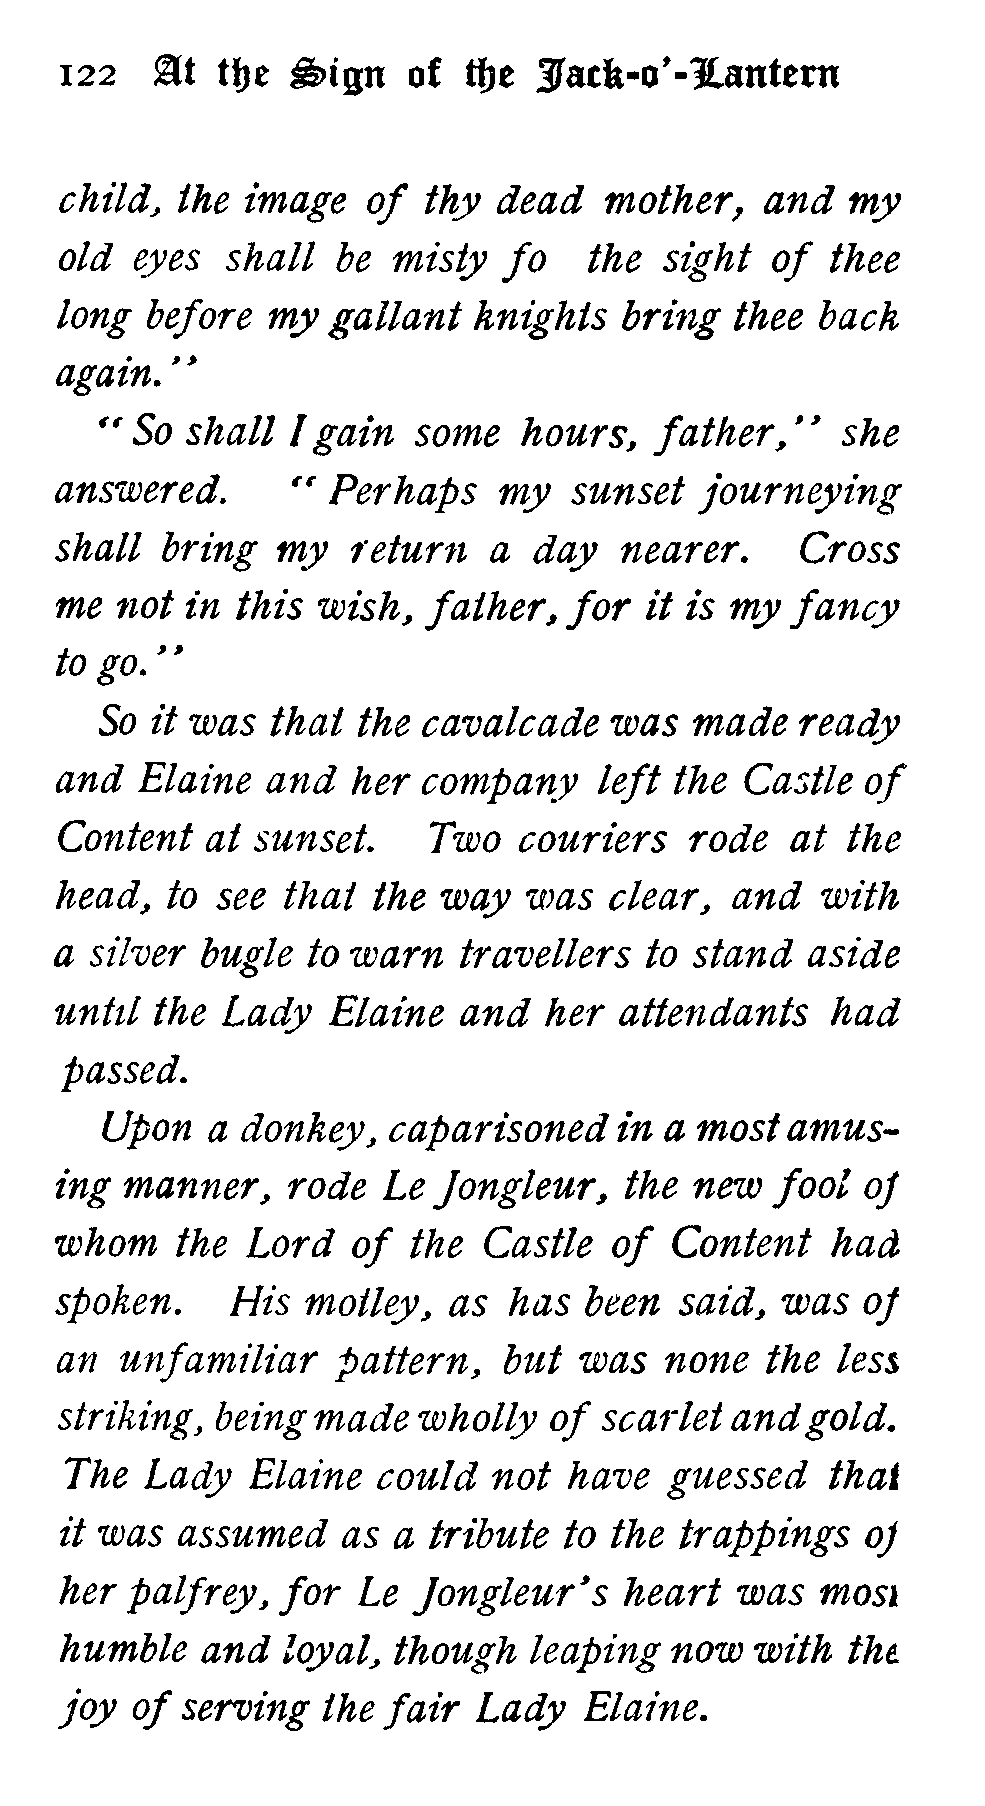 122 At the Sign of the Jack-o'-Lantern
child, the image of thy dead mother, and my
old eyes shall be misty fo the sight of thee
long before my gallant knights bring thee back
again."
"So shall I gain some hours, father," she
answered. "Perhaps my sunset journeying
shall bring my return a day nearer. Cross
me not in this wish, father, for it is my fancy
to go."
So it was that the cavalcade was made ready
and Elaine and her company left the Castle of
Content at sunset. Two couriers rode at the
head, to see that the way was clear, and with
a silver bugle to warn travellers to stand aside
until the Lady Elaine and her attendants had
passed.
Upon a donkey, caparisoned in a most amus-
ing manner, rode Le Jongleur, the new fool of
whom the Lord of the Castle of Content had
spoken. His motley, as has been said, was of
an unfamiliar pattern, but was none the less
striking, being made wholly of scarlet and gold.
The Lady Elaine could not have guessed that
it was assumed as a tribute to the trappings of
her palfrey, for Le Jongleur's heart was most
humble and loyal, though leaping now with the
joy of serving the fair Lady Elaine.